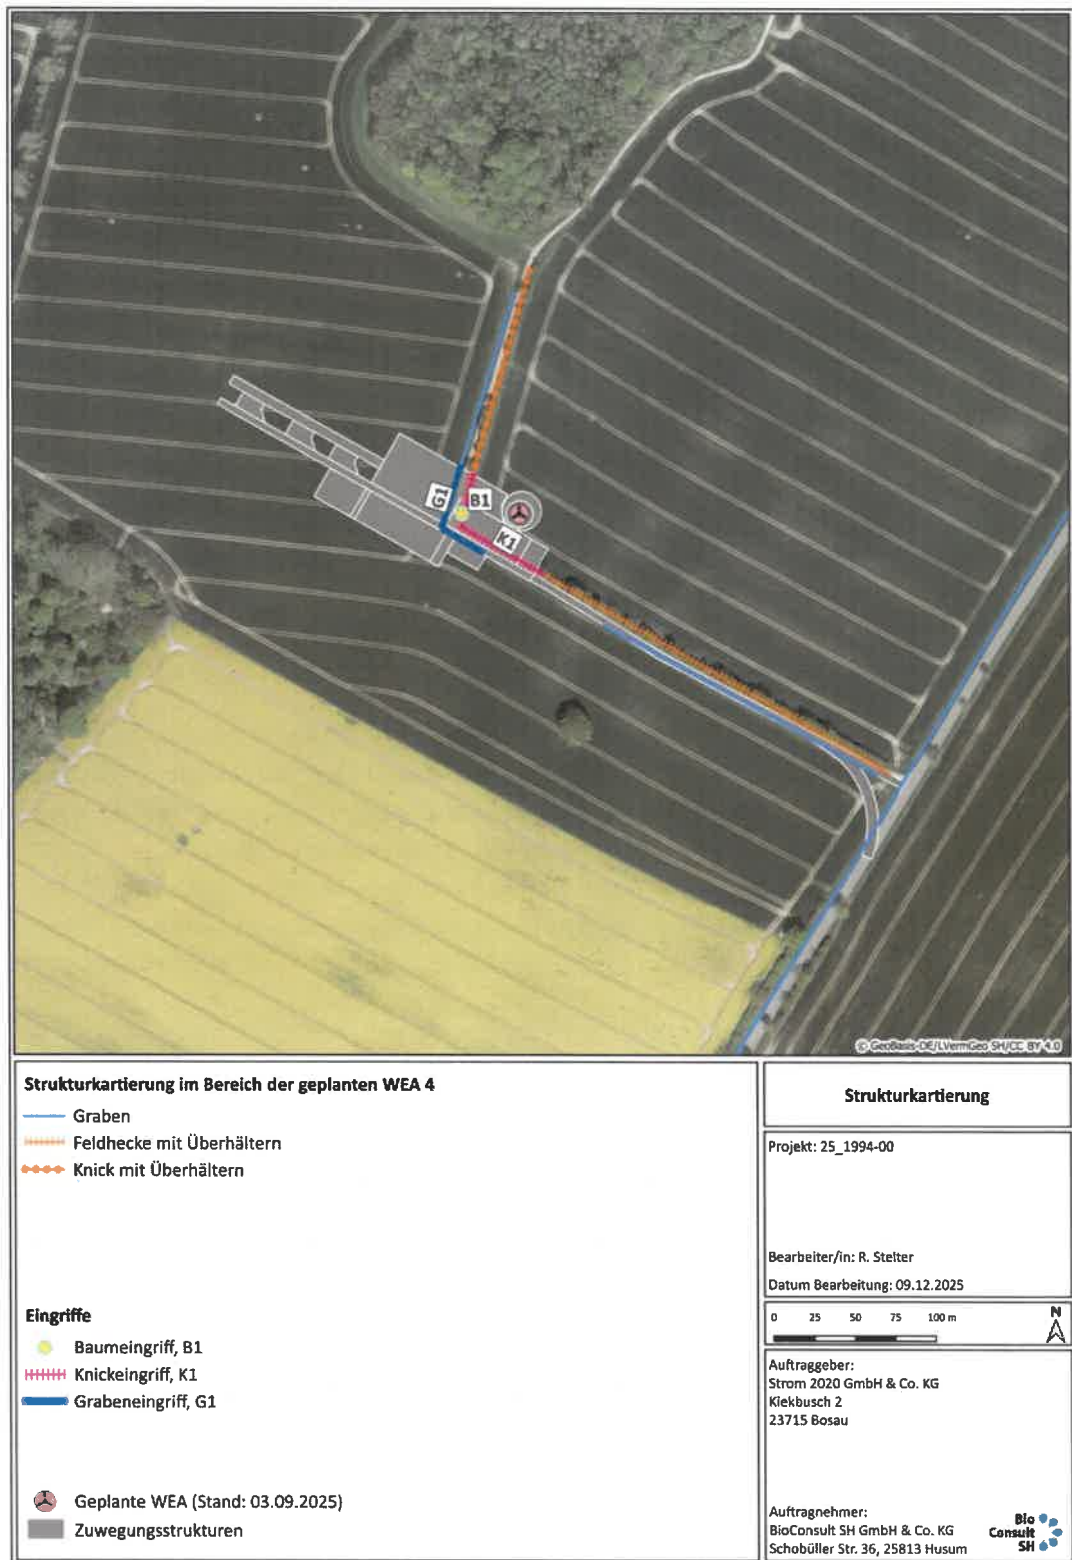 G1
B1
K1
© GeoBasis-DE/LVermGeo SH/CC BY 4.0
Strukturkartierung im Bereich der geplanten WEA 4
Graben
Feldhecke mit Überhältern
Knick mit Überhältern
Eingriffe
Baumeingriff, B1
Knickeingriff, K1
Grabeneingriff, G1
Geplante WEA (Stand: 03.09.2025)
Zuwegungsstrukturen
Strukturkartierung
Projekt: 25_1994-00
Bearbeiter/in: R. Stelter
Datum Bearbeitung: 09.12.2025
0 25 50 75 100 m
N
Auftraggeber:
Strom 2020 GmbH & Co. KG
Kiekbusch 2
23715 Bosau
Auftragnehmer:
BioConsult SH GmbH & Co. KG
Schobüller Str. 36, 25813 Husum
Bio
Consult
SH